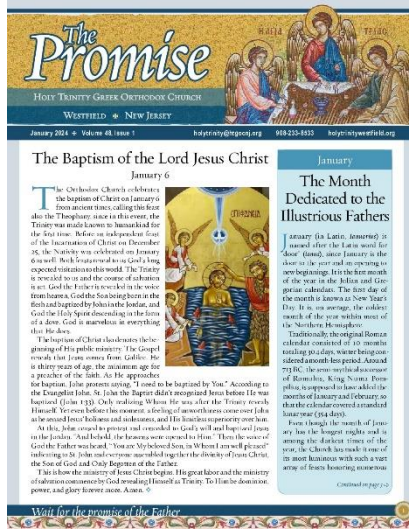 The
Promise
HOLY TRINITY GREEK ORTHODOX CHURCH
WESTFIELD NEW JERSEY
January 2024 Volume 48, Issue 1
holytrinity@htgocnj.org 908-233-8533 holytrinitywestfield.org
The Baptism of the Lord Jesus Christ
January 6
The Orthodox Church celebrates
the baptism of Christ on January 6
from ancient times, calling this feast
also the Theophany, since in this event, the
Trinity was made known to humankind for
the first time. Before an independent feast
of the Incarnation of Christ on December
25, the Nativity was celebrated on January
6 as well. Both feasts reveal to us God's long
expected visitation to this world. The Trinity
is revealed to us and the course of salvation
is set. God the Father is revealed in the voice
from heaven, God the Son being born in the
flesh and baptized by John in the Jordan, and
God the Holy Spirit descending in the form
of a dove. God is marvelous in everything
that He does.
The baptism of Christ also denotes the be-
ginning of His public ministry. The Gospel
reveals that Jesus comes from Galilee. He
is thirty years of age, the minimum age for
a preacher of the faith. As He approaches
for baptism, John protests saying, "I need to be baptized by You." According to
the Evangelist John, St. John the Baptist didn't recognized Jesus before He was
baptized (John 1:33). Only realizing Whom He was after the Trinity reveals
Himself. Yet even before this moment a feeling of unworthiness come over John
as he sensed Jesus' holiness and sinlessness, and His limitless superiority over him.
At this, John ceased to protest and conceded to God's will and baptized Jesus
in the Jordan. "And behold, the heavens were opened to Him." Then the voice of
God the Father was heard, "You are My beloved Son, in Whom I am well pleased"
indicating to St. John and everyone assembled together the divinity of Jesus Christ,
the Son of God and Only Begotten of the Father.
This is how the ministry of Jesus Christ begins. His great labor and the ministry
of salvation commence by God revealing Himself as Trinity. To Him be dominion,
power, and glory forever more. Amen.
January
The Month
Dedicated to the
Illustrious Fathers
January (in Latin, Ianuarius) is
named after the Latin word for
door (ianua), since January is the
door to the year and an opening to
new beginnings. It is the first month
of the year in the Julian and Gre-
gorian calendars. The first day of
the month is known as New Year's
Day. It is, on average, the coldest
month of the year within most of
the Northern Hemisphere.
Traditionally, the original Roman
calendar consisted of 10 months
totaling 304 days, winter being con-
sidered a month-less period. Around
713 BC, the semi-mythical successor
of Romulus, King Numa Pom-
pilius, is supposed to have added the
months of January and February, so
that the calendar covered a standard
lunar year (354 days).
Even though the month of Janu-
ary has the longest nights and is
among the darkest times of the
year, the Church has made it one of
its most luminous with such a vast
array of feasts honoring numerous
Continued on page
Wait for the promise of the Father